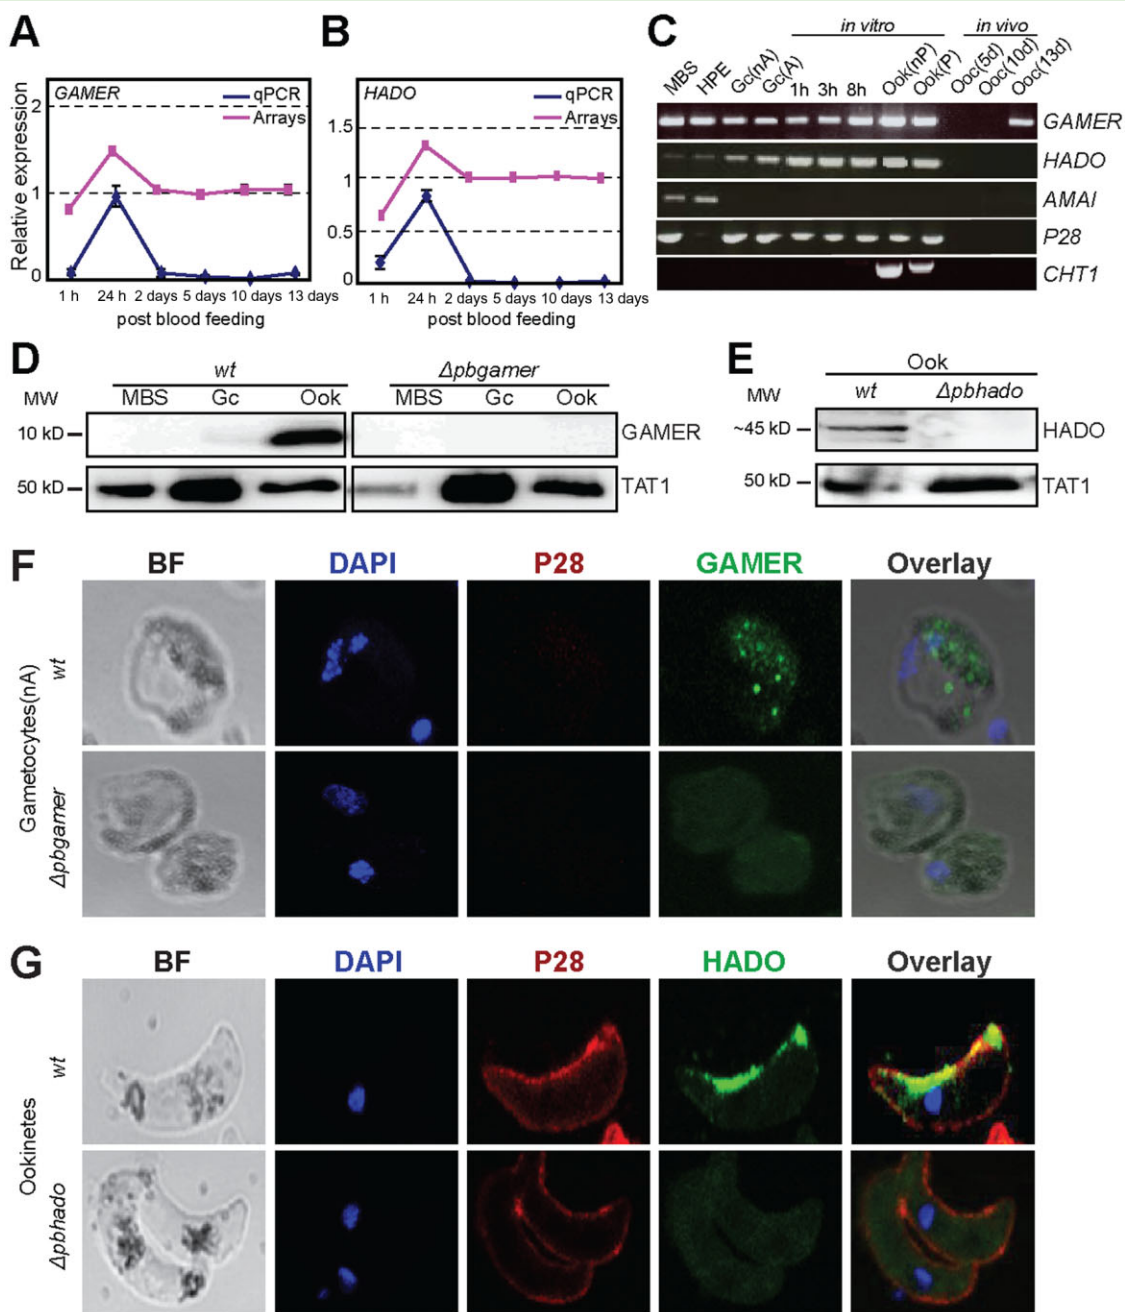 A
GAMER
qPCR
Arrays
Relative expression
2
1
0
1 h 24 h 2 days 5 days 10 days 13 days
post blood feeding
B
HADO
qPCR
Arrays
1.5
1
0.5
0
1 h 24 h 2 days 5 days 10 days 13 days
post blood feeding
C
in vitro in vivo
MBS HPE Gc(nA) Gc(A) 1h 3h 8h Ook(nP) Ook(P) Ooc(5d) Ooc(10d) Ooc(13d)
GAMER
HADO
AMAI
P28
CHT1
D
wt Δpbgamer
MW MBS Gc Ook MBS Gc Ook
10 kD GAMER
50 kD TAT1
E
Ook
MW wt Δpbhado
~45 kD HADO
50 kD TAT1
F
BF DAPI P28 GAMER Overlay
Gametocytes(nA)
wt
Δpbgamer
G
BF DAPI P28 HADO Overlay
Ookinetes
wt
Δpbhado